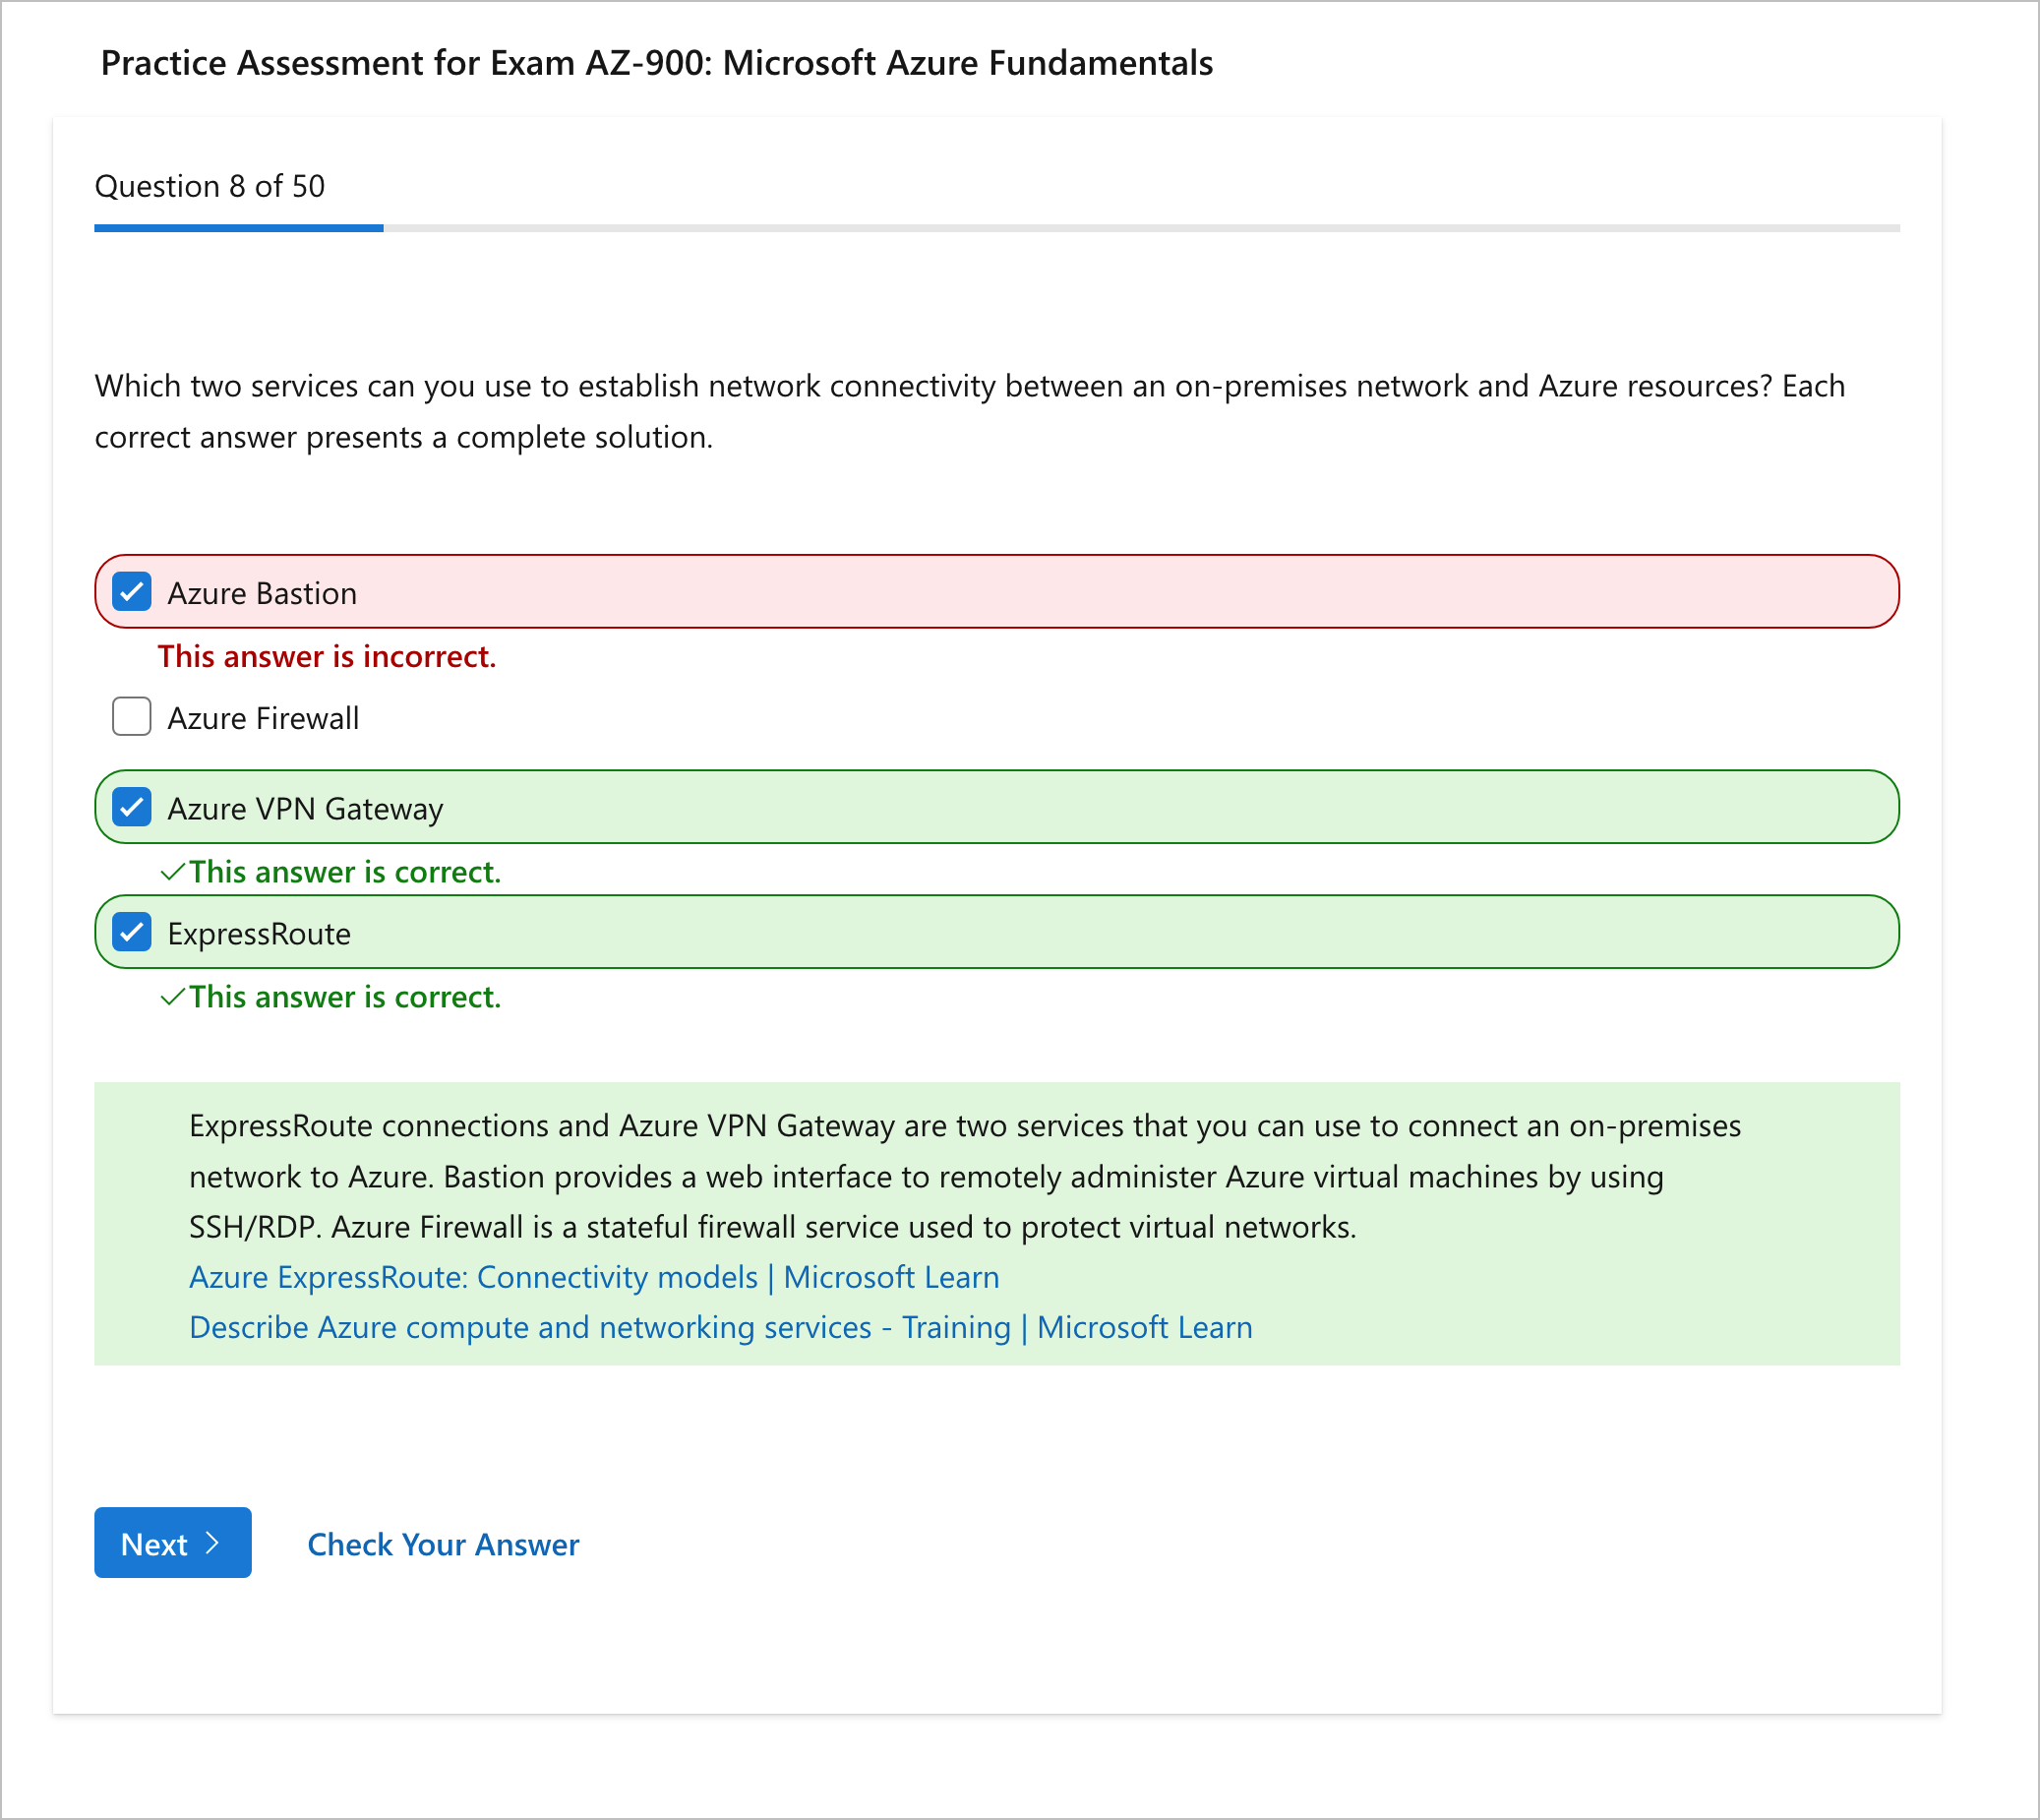 Practice Assessment for Exam AZ-900: Microsoft Azure Fundamentals
Question 8 of 50
Which two services can you use to establish network connectivity between an on-premises network and Azure resources? Each
correct answer presents a complete solution.
Azure Bastion
This answer is incorrect.
Azure Firewall
Azure VPN Gateway
This answer is correct.
ExpressRoute
This answer is correct.
ExpressRoute connections and Azure VPN Gateway are two services that you can use to connect an on-premises
network to Azure. Bastion provides a web interface to remotely administer Azure virtual machines by using
SSH/RDP. Azure Firewall is a stateful firewall service used to protect virtual networks.
Azure ExpressRoute: Connectivity models | Microsoft Learn
Describe Azure compute and networking services - Training | Microsoft Learn
Next
Check Your Answer